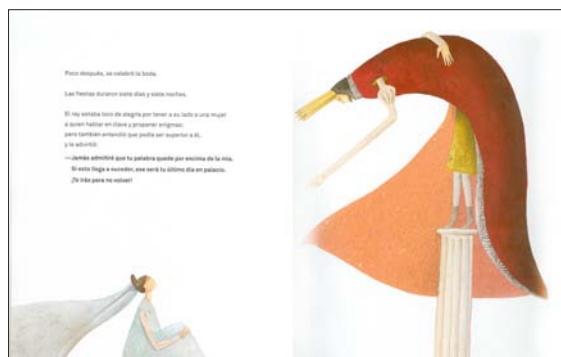 Poco después, se celebró la boda.
Las fiestas duraron siete días y siete noches.
El rey estaba loco de alegría por tener a su lado a una mujer
a quien hablar en clave y proponer enigmas;
pero también entendió que podía ser superior a él,
y le advirtió:
—Jamás admitiré que tu palabra quede por encima de la mía.
Si esto llega a suceder, ese será tu último día en palacio.
¡Te irás para no volver!